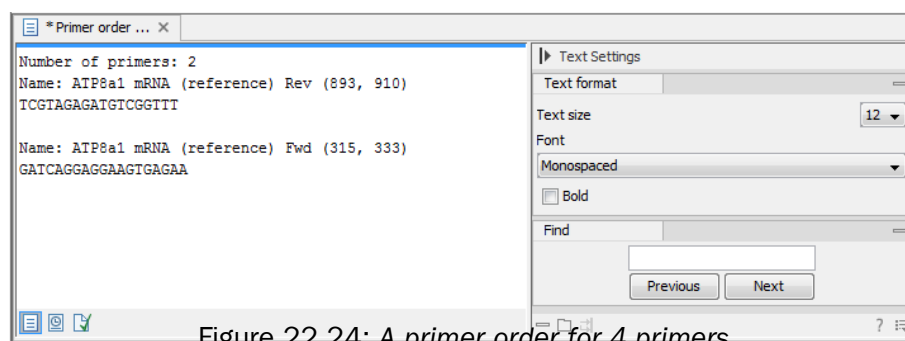 * Primer order ...
Number of primers: 2
Name: ATP8a1 mRNA (reference) Rev (893, 910)
TCGTAGAGATGTCGGTTT
Name: ATP8a1 mRNA (reference) Fwd (315, 333)
GATCAGGAGGAAGTGAGAA
Text Settings
Text format
Text size
12
Font
Monospaced
Bold
Find
Previous Next
Figure 22.24: A primer order for 4 primers
?